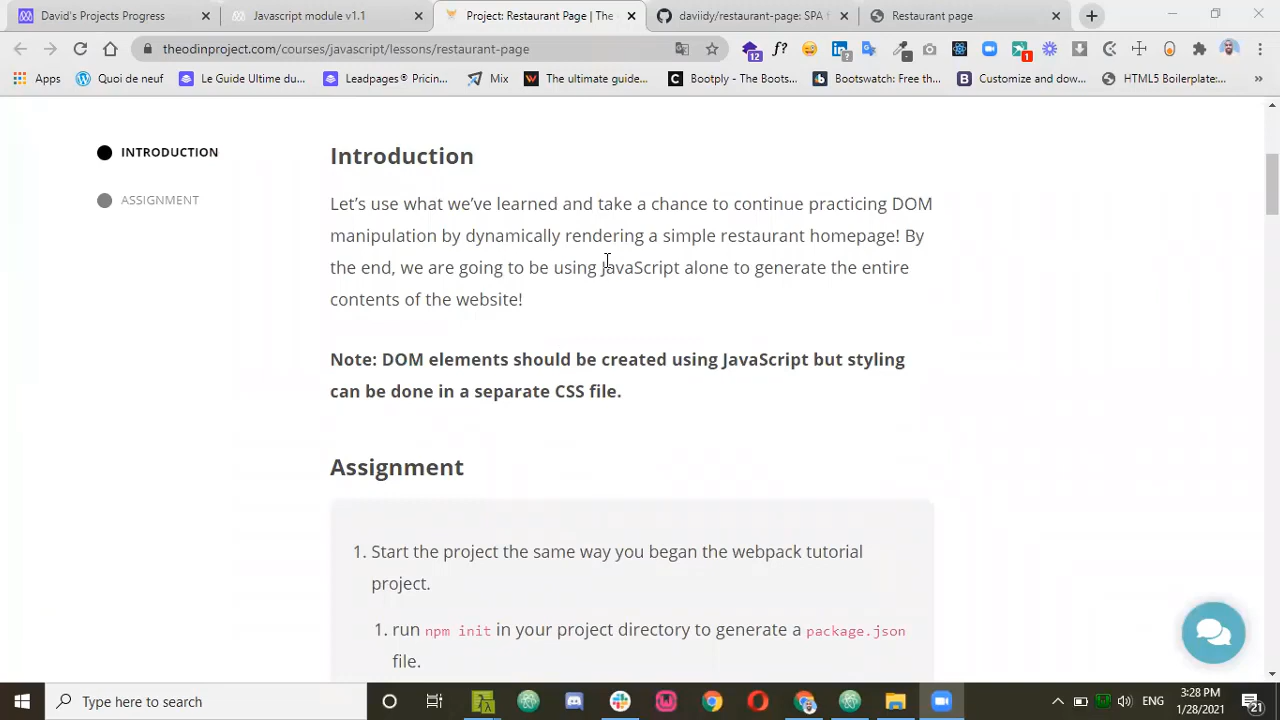 David's Projects Progress
Javascript module v1.1
Project: Restaurant Page | The
daviidy/restaurant-page: SPA
Restaurant page
theodinproject.com/courses/javascript/lessons/restaurant-page
12
f?
1
Apps
Quoi de neuf
Le Guide Ultime du...
Leadpages® Pricin...
Mix
The ultimate guide...
Bootply - The Boots...
Bootswatch: Free th...
Customize and dow...
HTML5 Boilerplate:...
INTRODUCTION
ASSIGNMENT
Introduction
Let's use what we've learned and take a chance to continue practicing DOM
manipulation by dynamically rendering a simple restaurant homepage! By
the end, we are going to be using JavaScript alone to generate the entire
contents of the website!
Note: DOM elements should be created using JavaScript but styling
can be done in a separate CSS file.
Assignment
1. Start the project the same way you began the webpack tutorial
project.
1. run npm init in your project directory to generate a package.json
file.
Type here to search
ENG
3:28 PM
1/28/2021
21